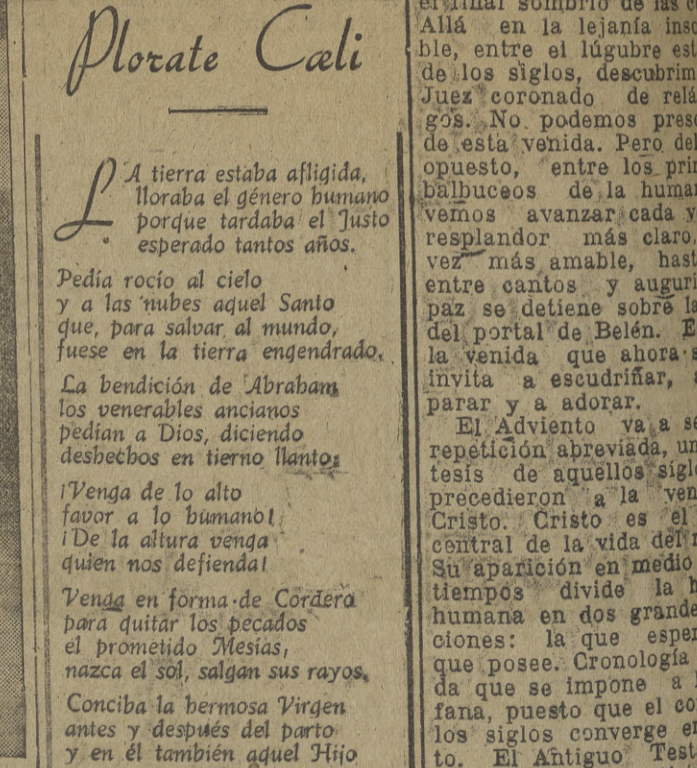 Plorate Cæli
LA tierra estaba afligida,
lloraba el género humano
porque tardaba el Justo
esperado tantos años.
Pedía rocío al cielo
y a las nubes aquel Santo
que, para salvar al mundo,
fuese en la tierra engendrado.
La bendición de Abraham
los venerables ancianos
pedían a Dios, diciendo
deshechos en tierno llanto:
¡Venga de lo alto
favor a lo humano!
¡De la altura venga
quien nos defienda!
Venga en forma de Cordero
para quitar los pecados
el prometido Mesías,
nazca el sol, salgan sus rayos.
Conciba la hermosa Virgen
antes y después del parto
y en él también aquel Hijo
el final sombrío de las
Allá en la lejanía
ble, entre el lúgubre
de los siglos,
Juez coronado de
gos. No podemos
de esta venida. Pero
opuesto, entre los
balbuceos de la
vemos avanzar cada
resplandor más claro,
vez más amable,
entre cantos y
paz se detiene sobre
del portal de Belén.
la venida que ahora
invita a escudriñar,
parar y a adorar.
El Adviento va a
repetición abreviada,
tesis de aquellos
precedieron a la
Cristo. Cristo es el
central de la vida del
Su aparición en medio
tiempos divide la
humana en dos
ciones: la que
que posee. Cronología
da que se impone a
fana, puesto que el
los siglos converge
to. El Antiguo